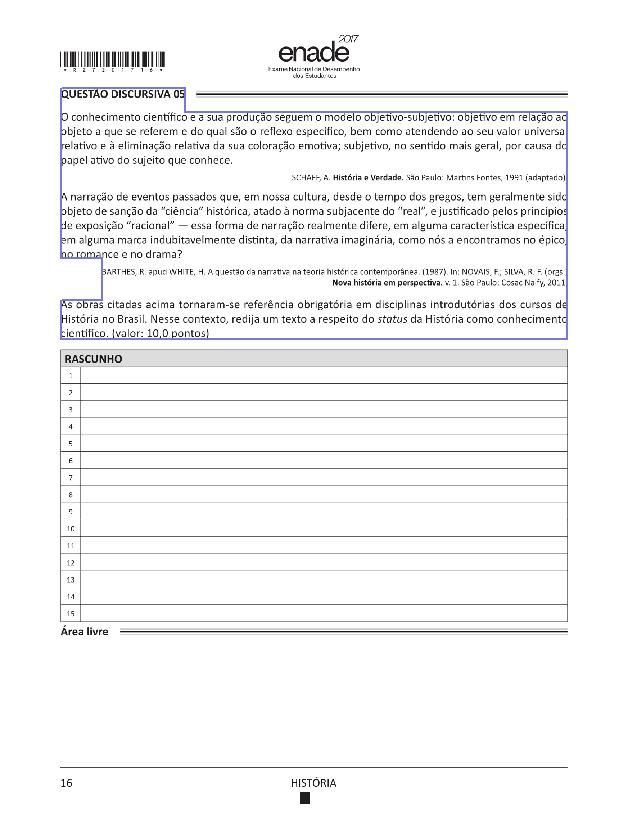 2017
enade
Exame Nacional de Desempenho
dos Estudantes
*R27201716*
QUESTÃO DISCURSIVA 05
O conhecimento científico e a sua produção seguem o modelo objetivo-subjetivo: objetivo em relação ao
objeto a que se referem e do qual são o reflexo específico, bem como atendendo ao seu valor universal
relativo e à eliminação relativa da sua coloração emotiva; subjetivo, no sentido mais geral, por causa do
papel ativo do sujeito que conhece.
SCHAFF, A. História e Verdade. São Paulo: Martins Fontes, 1991 (adaptado).
A narração de eventos passados que, em nossa cultura, desde o tempo dos gregos, tem geralmente sido
objeto de sanção da "ciência" histórica, atado à norma subjacente do "real", e justificado pelos princípios
de exposição "racional" — essa forma de narração realmente difere, em alguma característica específica,
em alguma marca indubitavelmente distinta, da narrativa imaginária, como nós a encontramos no épico,
no romance e no drama?
BARTHES, R. apud WHITE, H. A questão da narrativa na teoria histórica contemporânea. (1987). In: NOVAIS, F.; SILVA, R. F. (orgs.).
Nova história em perspectiva. v. 1. São Paulo: Cosac Naify, 2011.
As obras citadas acima tornaram-se referência obrigatória em disciplinas introdutórias dos cursos de
História no Brasil. Nesse contexto, redija um texto a respeito do status da História como conhecimento
científico. (valor: 10,0 pontos)
RASCUNHO
1
2
3
4
5
6
7
8
9
10
11
12
13
14
15
Área livre
16 HISTÓRIA